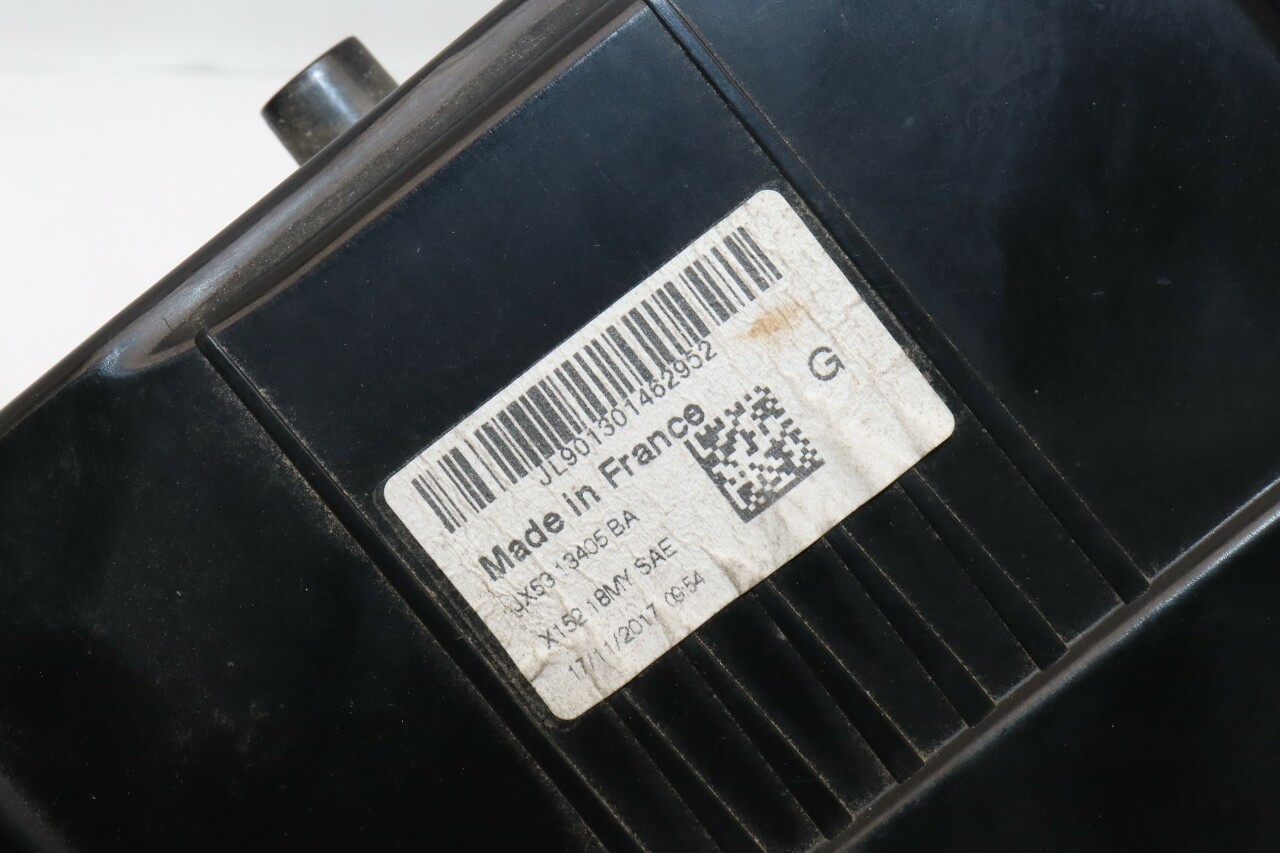 JL901301462952
Made in France
G
JX53 13405 BA
X152 18MY SAE
17/11/2017 09:54